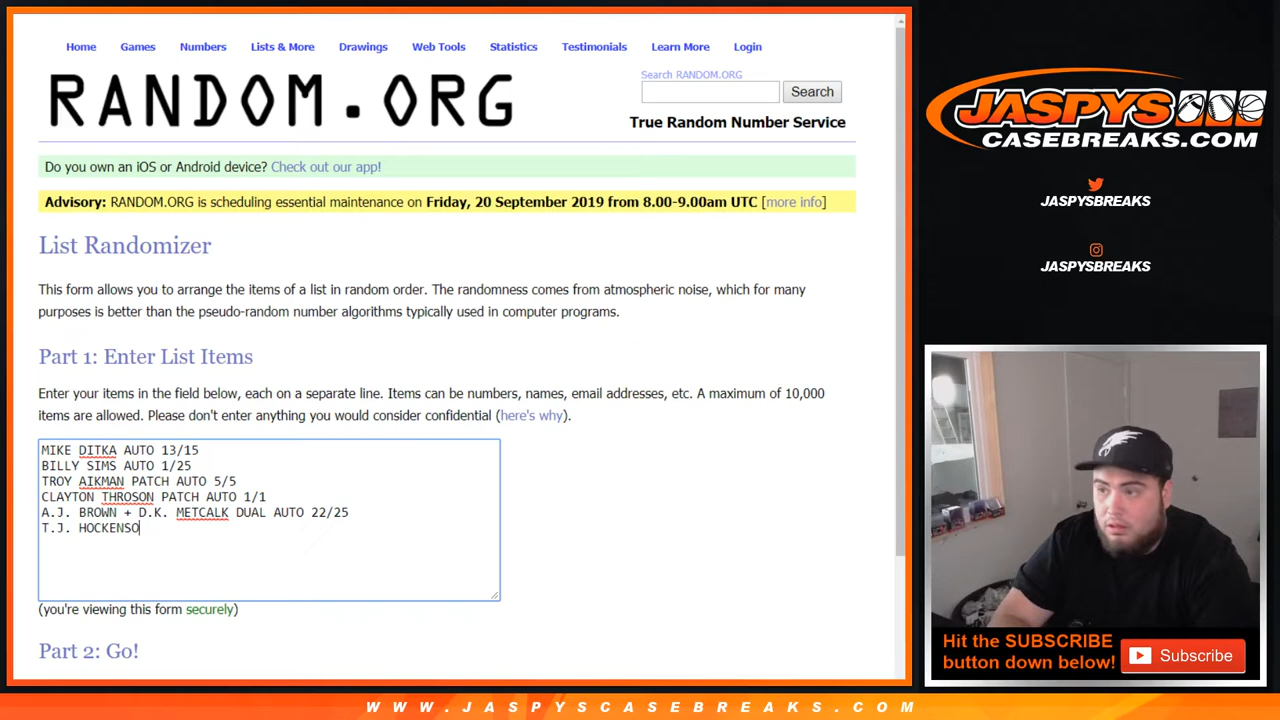 Home Games Numbers Lists & More Drawings Web Tools Statistics Testimonials Learn More Login
RANDOM.ORG
Search RANDOM.ORG
Search
True Random Number Service
Do you own an iOS or Android device? Check out our app!
Advisory: RANDOM.ORG is scheduling essential maintenance on Friday, 20 September 2019 from 8.00-9.00am UTC [more info]
List Randomizer
This form allows you to arrange the items of a list in random order. The randomness comes from atmospheric noise, which for many
purposes is better than the pseudo-random number algorithms typically used in computer programs.
Part 1: Enter List Items
Enter your items in the field below, each on a separate line. Items can be numbers, names, email addresses, etc. A maximum of 10,000
items are allowed. Please don't enter anything you would consider confidential (here's why).
MIKE DITKA AUTO 13/15
BILLY SIMS AUTO 1/25
TROY AIKMAN PATCH AUTO 5/5
CLAYTON THROSON PATCH AUTO 1/1
A.J. BROWN + D.K. METCALK DUAL AUTO 22/25
T.J. HOCKENSO
(you're viewing this form securely)
Part 2: Go!
JASPYS
CASEBREAKS.COM
JASPYSBREAKS
JASPYSBREAKS
Hit the SUBSCRIBE
button down below!
Subscribe
WWW.JASPYSCASEBREAKS.COM